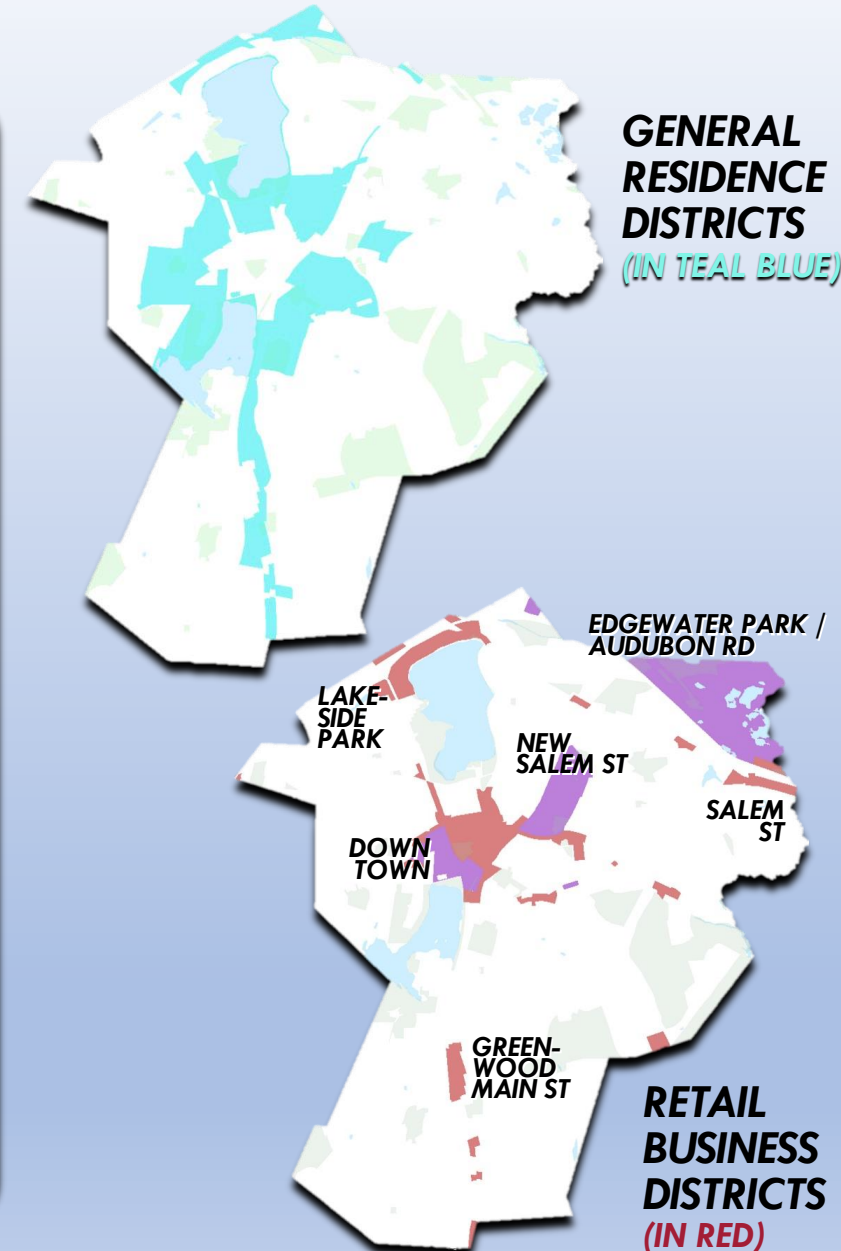 GENERAL
RESIDENCE
DISTRICTS
(IN TEAL BLUE)
EDGEWATER PARK /
AUDUBON RD
LAKE-
SIDE
PARK
NEW
SALEM ST
SALEM
ST
DOWN
TOWN
GREEN-
WOOD
MAIN ST
RETAIL
BUSINESS
DISTRICTS
(IN RED)